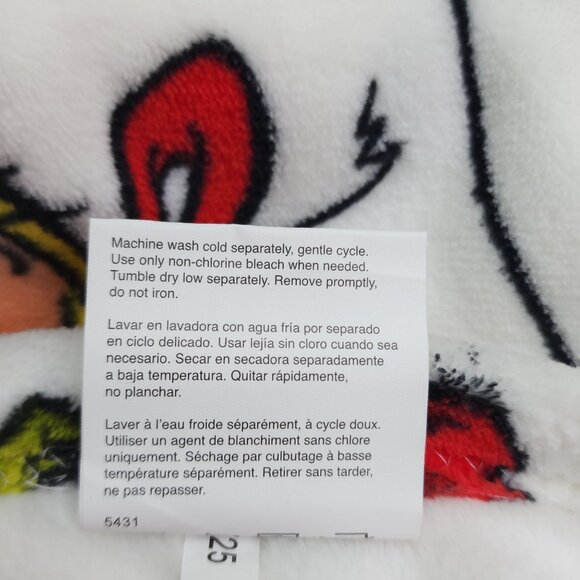 Machine wash cold separately, gentle cycle.
Use only non-chlorine bleach when needed.
Tumble dry low separately. Remove promptly,
do not iron.
Lavar en lavadora con agua fría por separado
en ciclo delicado. Usar lejía sin cloro cuando sea
necesario. Secar en secadora separadamente
a baja temperatura. Quitar rápidamente,
no planchar.
Laver à l'eau froide séparément, à cycle doux.
Utiliser un agent de blanchiment sans chlore
uniquement. Séchage par culbutage à basse
température séparément. Retirer sans tarder,
ne pas repasser.
5431
25